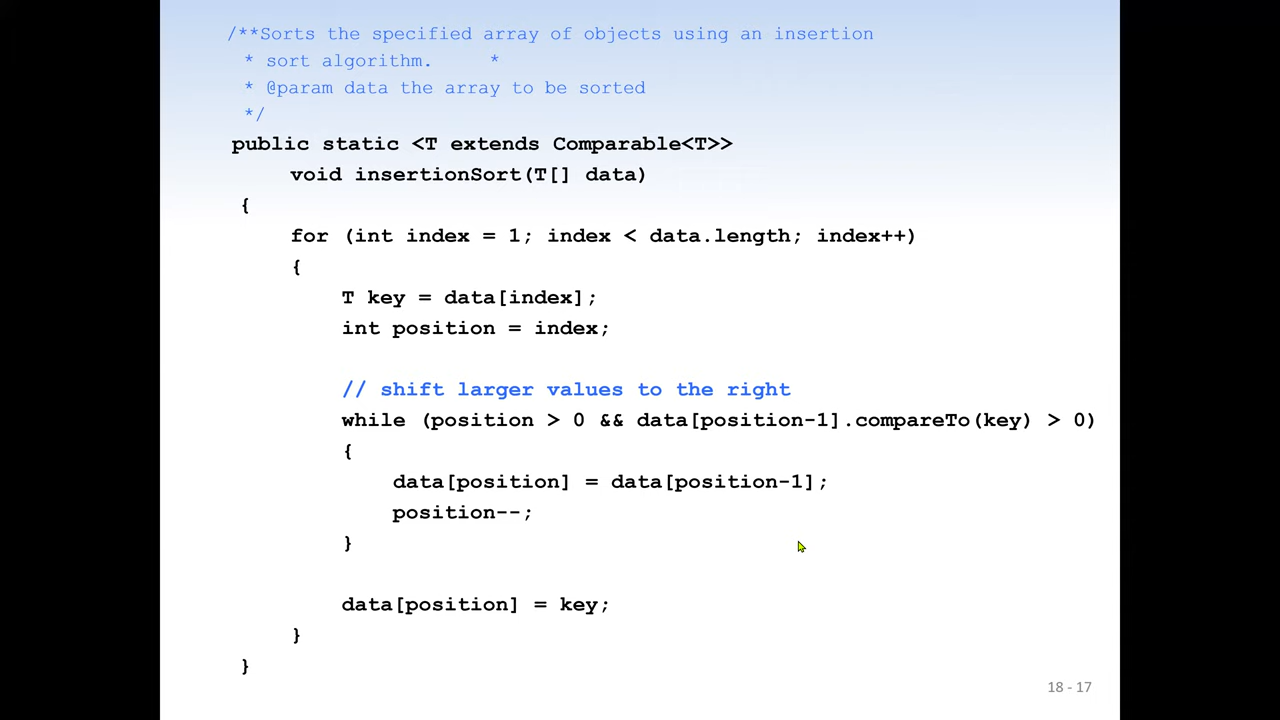 /**Sorts the specified array of objects using an insertion
* sort algorithm. *
* @param data the array to be sorted
*/
public static <T extends Comparable<T>>
void insertionSort(T[] data)
{
for (int index = 1; index < data.length; index++)
{
T key = data[index];
int position = index;
// shift larger values to the right
while (position > 0 && data[position-1].compareTo(key) > 0)
{
data[position] = data[position-1];
position--;
}
data[position] = key;
}
}
18 - 17